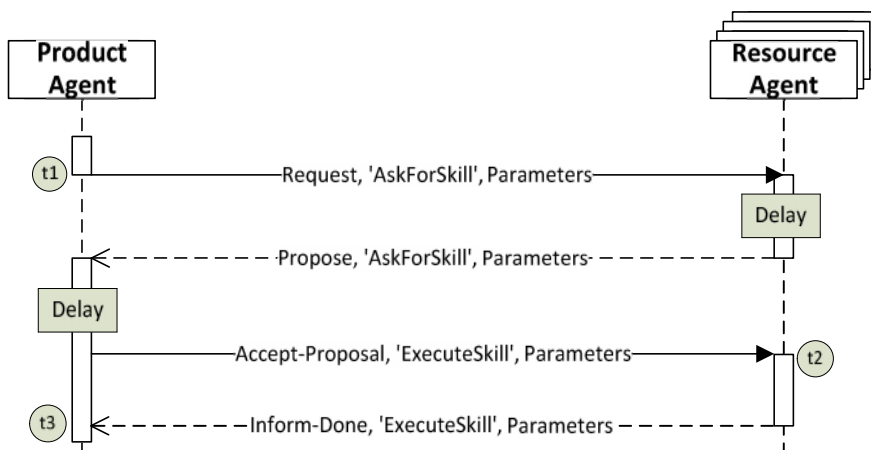 Product
Agent
Resource
Agent
t1
Request, 'AskForSkill', Parameters
Delay
Propose, 'AskForSkill', Parameters
Delay
Accept-Proposal, 'ExecuteSkill', Parameters
t2
t3
Inform-Done, 'ExecuteSkill', Parameters